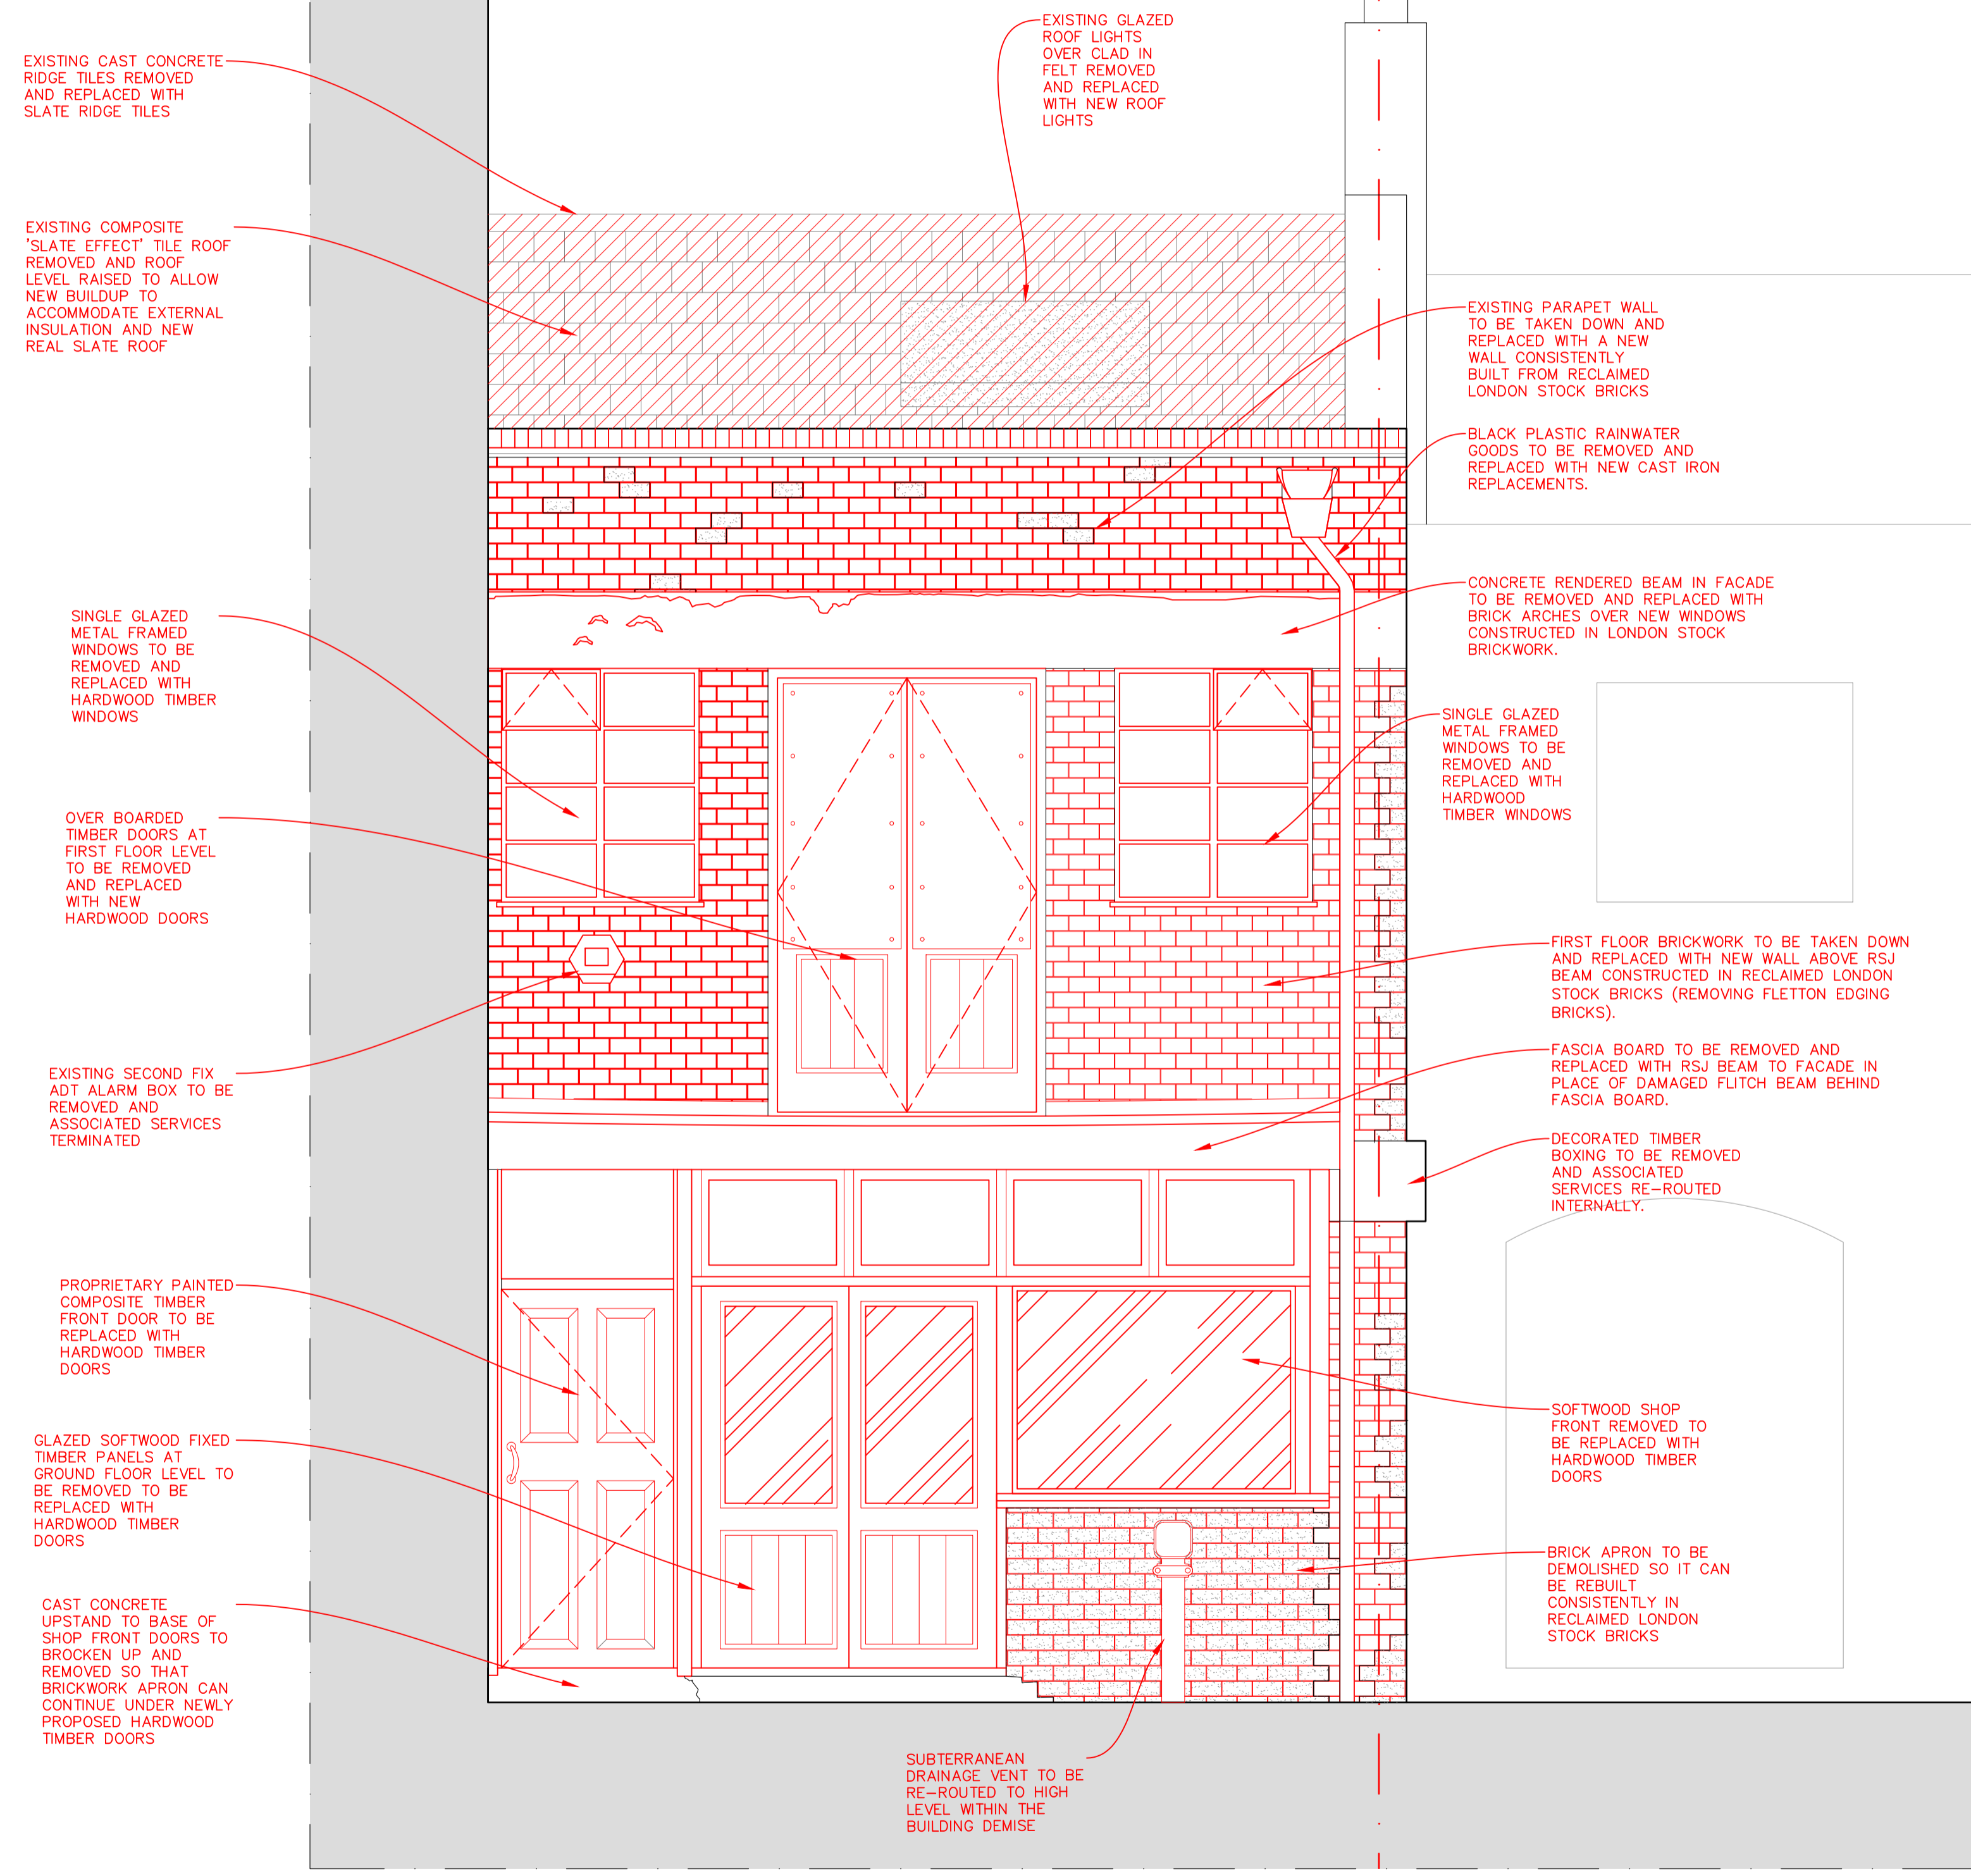 EXISTING CAST CONCRETE
RIDGE TILES REMOVED
AND REPLACED WITH
SLATE RIDGE TILES
EXISTING COMPOSITE
'SLATE EFFECT' TILE ROOF
REMOVED AND ROOF
LEVEL RAISED TO ALLOW
NEW BUILDUP TO
ACCOMMODATE EXTERNAL
INSULATION AND NEW
REAL SLATE ROOF
SINGLE GLAZED
METAL FRAMED
WINDOWS TO BE
REMOVED AND
REPLACED WITH
HARDWOOD TIMBER
WINDOWS
OVER BOARDED
TIMBER DOORS AT
FIRST FLOOR LEVEL
TO BE REMOVED
AND REPLACED
WITH NEW
HARDWOOD DOORS
EXISTING SECOND FIX
ADT ALARM BOX TO BE
REMOVED AND
ASSOCIATED SERVICES
TERMINATED
PROPRIETARY PAINTED
COMPOSITE TIMBER
FRONT DOOR TO BE
REPLACED WITH
HARDWOOD TIMBER
DOORS
GLAZED SOFTWOOD FIXED
TIMBER PANELS AT
GROUND FLOOR LEVEL TO
BE REMOVED TO BE
REPLACED WITH
HARDWOOD TIMBER
DOORS
CAST CONCRETE
UPSTAND TO BASE OF
SHOP FRONT DOORS TO
BROCKEN UP AND
REMOVED SO THAT
BRICKWORK APRON CAN
CONTINUE UNDER NEWLY
PROPOSED HARDWOOD
TIMBER DOORS
EXISTING GLAZED
ROOF LIGHTS
OVER CLAD IN
FELT REMOVED
AND REPLACED
WITH NEW ROOF
LIGHTS
EXISTING PARAPET WALL
TO BE TAKEN DOWN AND
REPLACED WITH A NEW
WALL CONSISTENTLY
BUILT FROM RECLAIMED
LONDON STOCK BRICKS
BLACK PLASTIC RAINWATER
GOODS TO BE REMOVED AND
REPLACED WITH NEW CAST IRON
REPLACEMENTS.
CONCRETE RENDERED BEAM IN FACADE
TO BE REMOVED AND REPLACED WITH
BRICK ARCHES OVER NEW WINDOWS
CONSTRUCTED IN LONDON STOCK
BRICKWORK.
SINGLE GLAZED
METAL FRAMED
WINDOWS TO BE
REMOVED AND
REPLACED WITH
HARDWOOD
TIMBER WINDOWS
FIRST FLOOR BRICKWORK TO BE TAKEN DOWN
AND REPLACED WITH NEW WALL ABOVE RSJ
BEAM CONSTRUCTED IN RECLAIMED LONDON
STOCK BRICKS (REMOVING FLETTON EDGING
BRICKS).
FASCIA BOARD TO BE REMOVED AND
REPLACED WITH RSJ BEAM TO FACADE IN
PLACE OF DAMAGED FLITCH BEAM BEHIND
FASCIA BOARD.
DECORATED TIMBER
BOXING TO BE REMOVED
AND ASSOCIATED
SERVICES RE-ROUTED
INTERNALLY.
SOFTWOOD SHOP
FRONT REMOVED TO
BE REPLACED WITH
HARDWOOD TIMBER
DOORS
BRICK APRON TO BE
DEMOLISHED SO IT CAN
BE REBUILT
CONSISTENTLY IN
RECLAIMED LONDON
STOCK BRICKS
SUBTERRANEAN
DRAINAGE VENT TO BE
RE-ROUTED TO HIGH
LEVEL WITHIN THE
BUILDING DEMISE